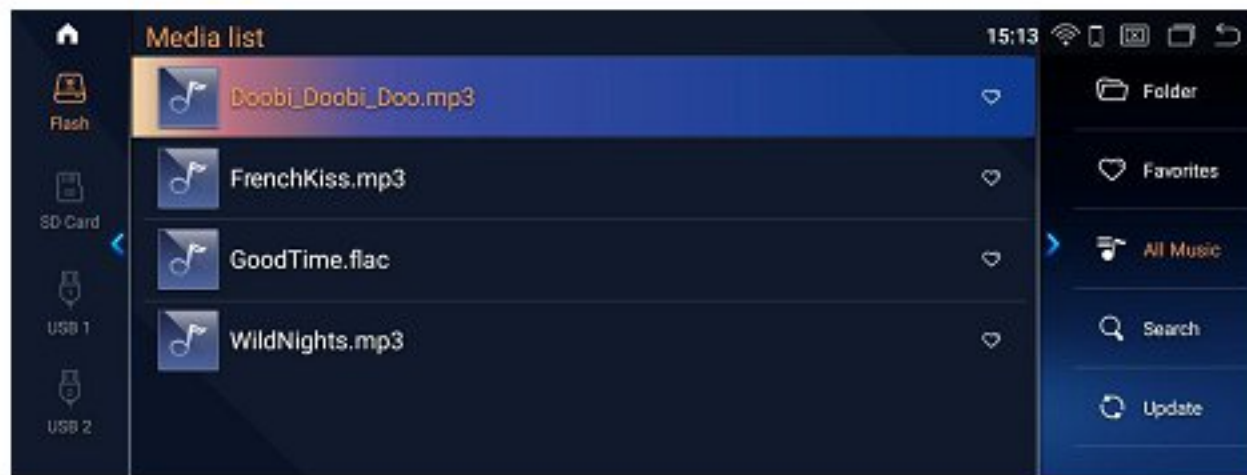 Media list
15:13
Flash
SD Card
USB 1
USB 2
Doobi_Doobi_Doo.mp3
FrenchKiss.mp3
GoodTime.flac
WildNights.mp3
Folder
Favorites
All Music
Search
Update